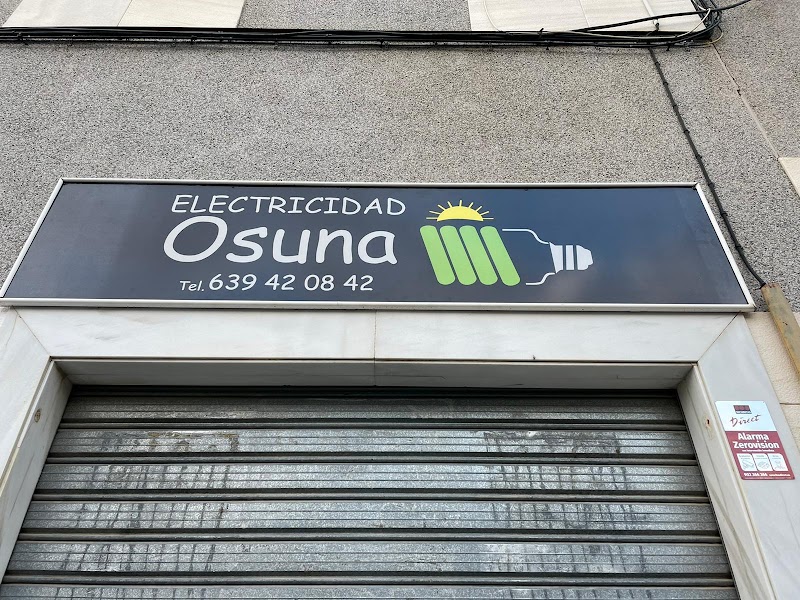 ELECTRICIDAD
Osuna
Tel. 639 42 08 42
Direct
Alarma
Zerovision